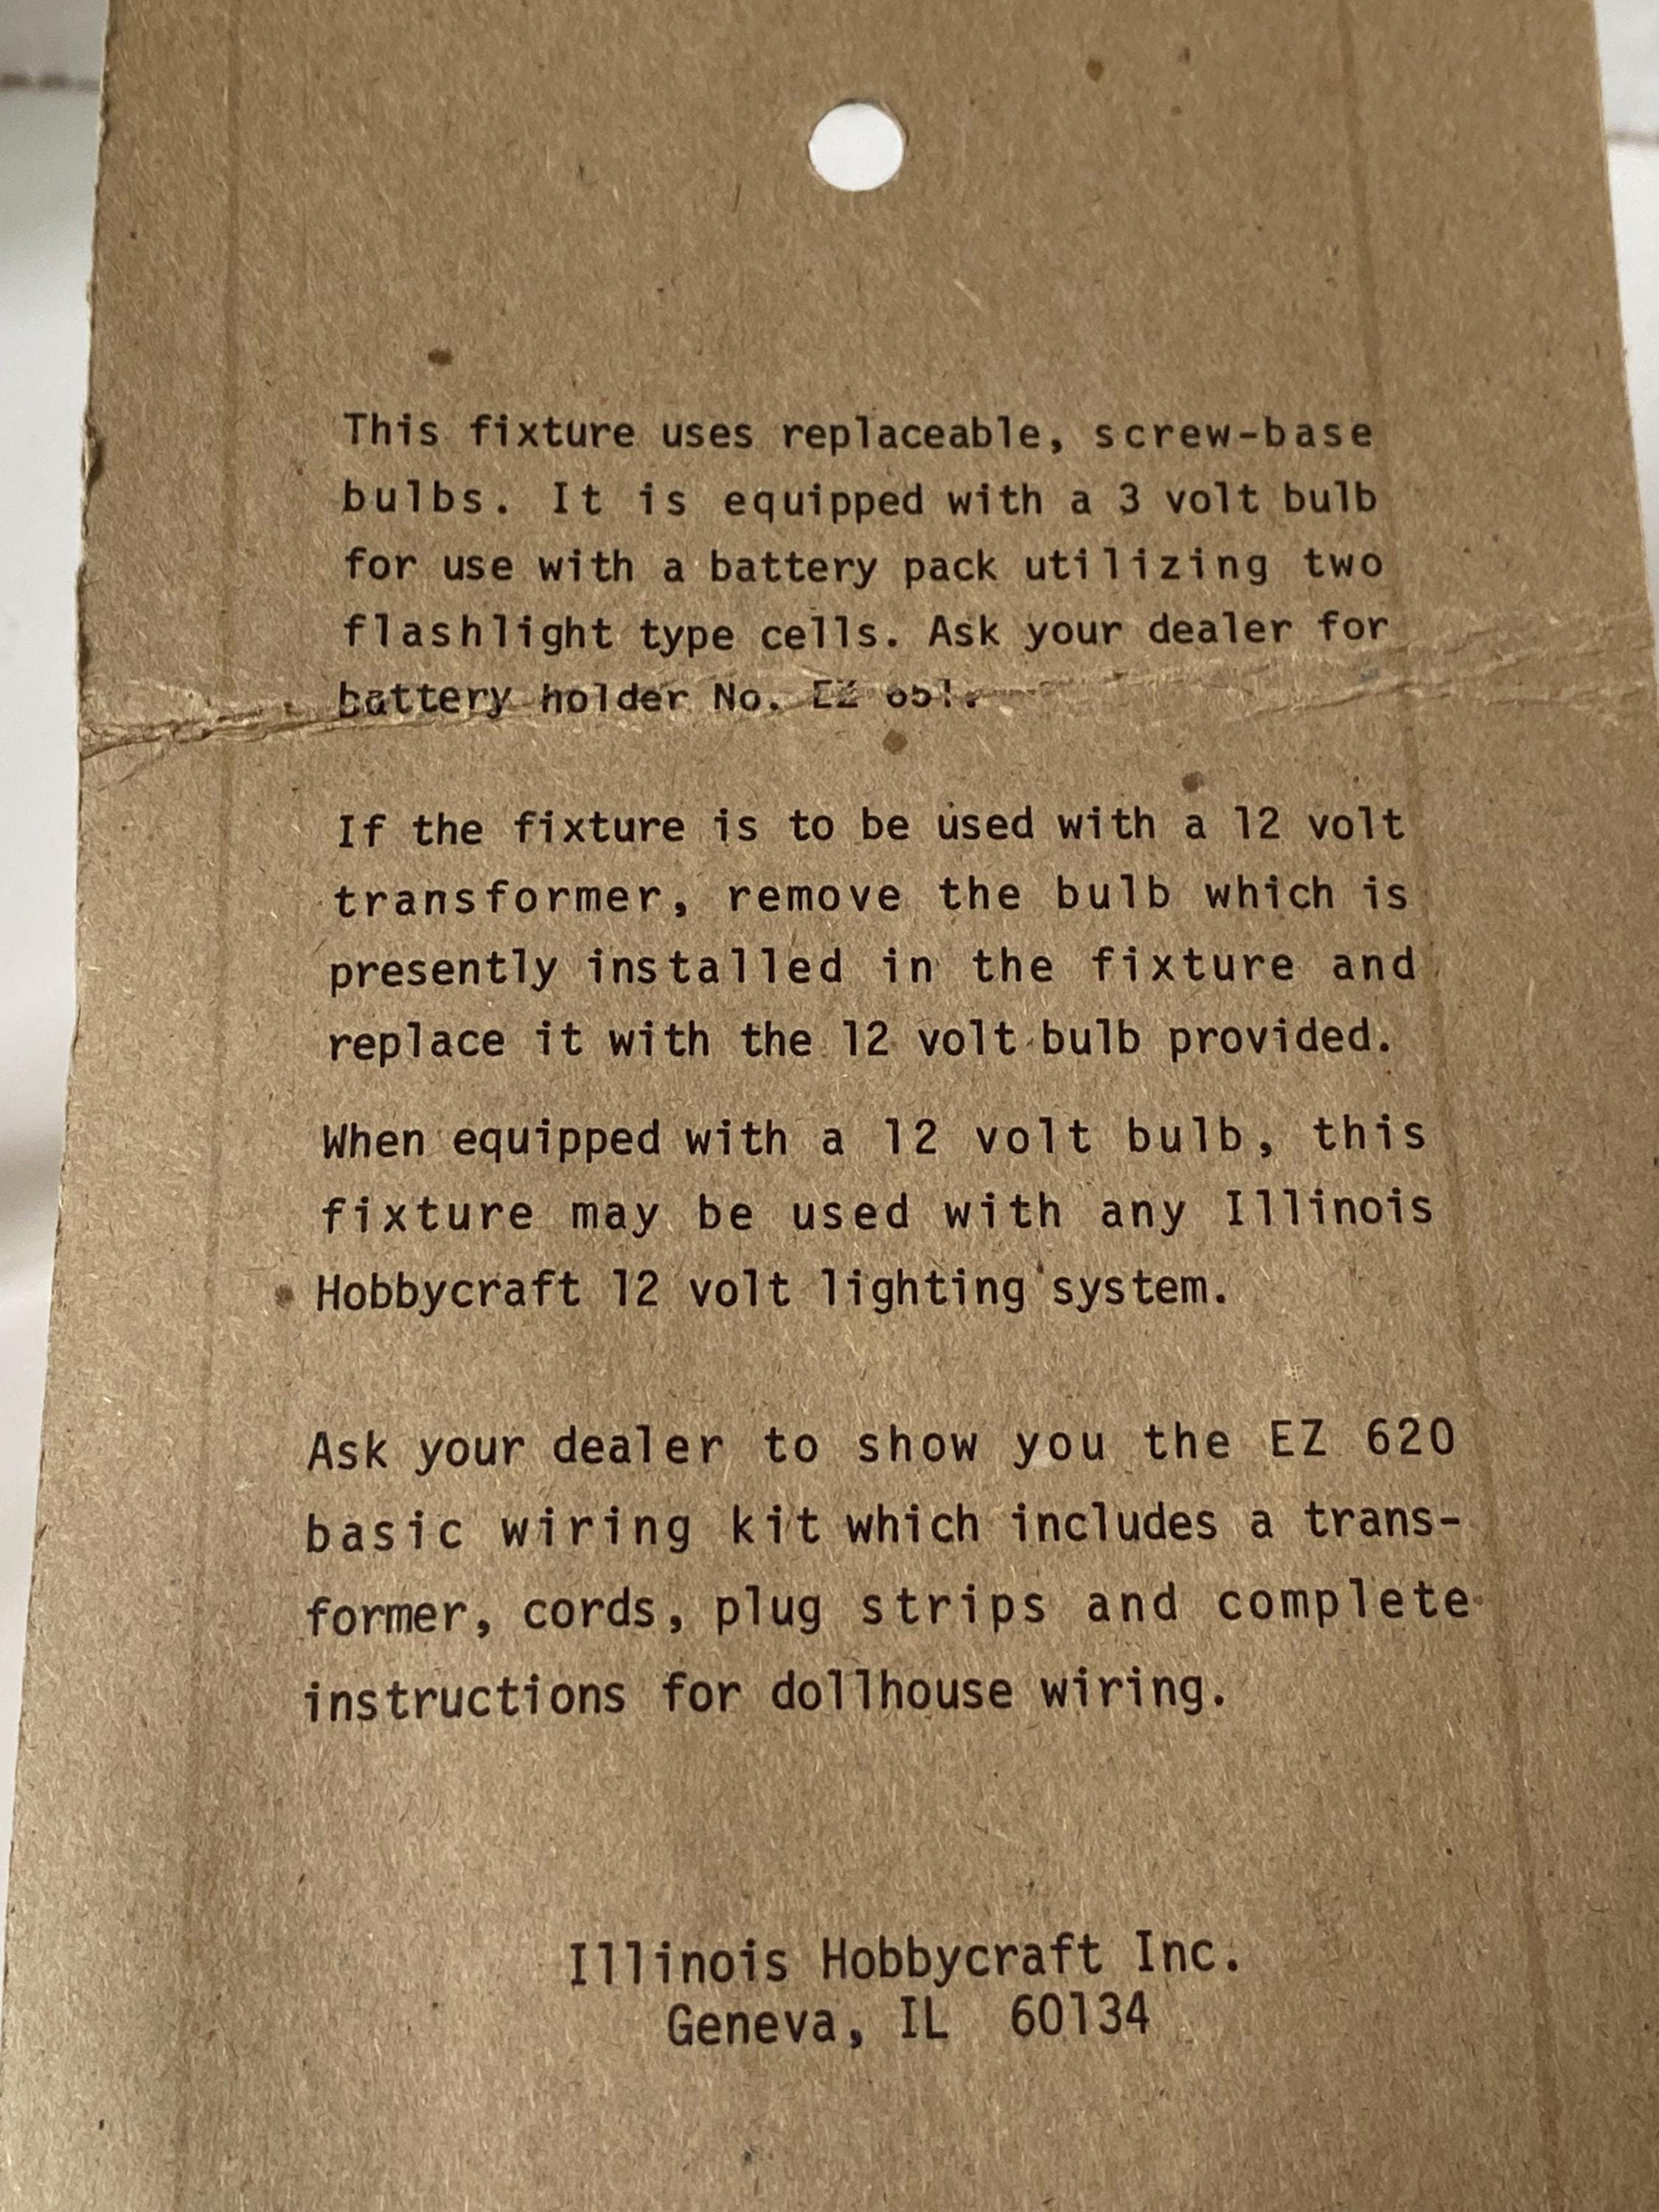 This fixture uses replaceable, screw-base
bulbs. It is equipped with a 3 volt bulb
for use with a battery pack utilizing two
flashlight type cells. Ask your dealer for
battery holder No. EZ
If the fixture is to be used with a 12 volt
transformer, remove the bulb which is
presently installed in the fixture and
replace it with the 12 volt bulb provided.
When equipped with a 12 volt bulb, this
fixture may be used with any Illinois
Hobbycraft 12 volt lighting system.
Ask your dealer to show you the EZ 620
basic wiring kit which includes a trans-
former, cords, plug strips and complete
instructions for dollhouse wiring.
Illinois Hobbycraft Inc.
Geneva, IL 60134